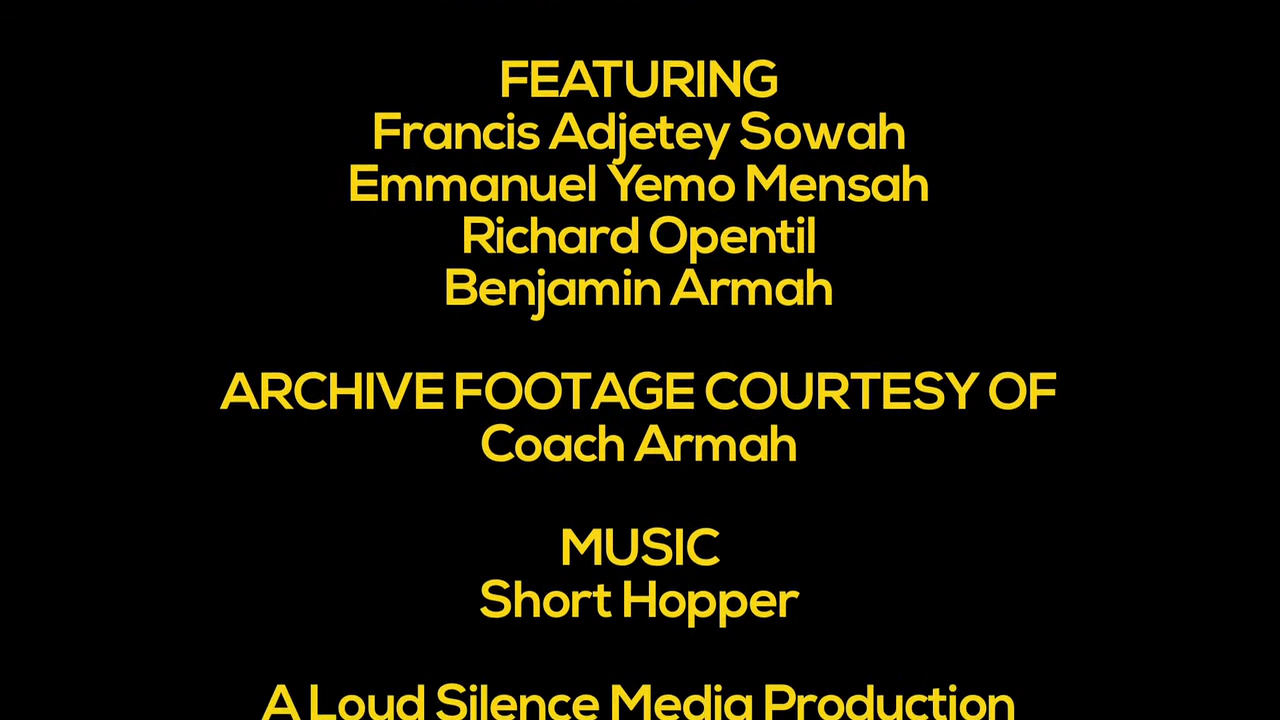 FEATURING
Francis Adjetey Sowah
Emmanuel Yemo Mensah
Richard Opentil
Benjamin Armah
ARCHIVE FOOTAGE COURTESY OF
Coach Armah
MUSIC
Short Hopper
A Loud Silence Media Production